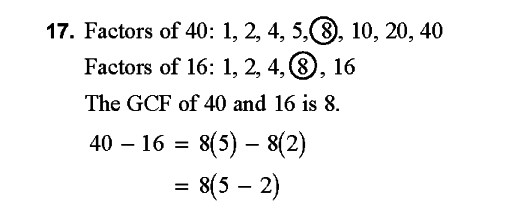 17. Factors of 40: 1, 2, 4, 5, 8, 10, 20, 40
Factors of 16: 1, 2, 4, 8, 16
The GCF of 40 and 16 is 8.
40 − 16 = 8(5) − 8(2)
= 8(5 − 2)